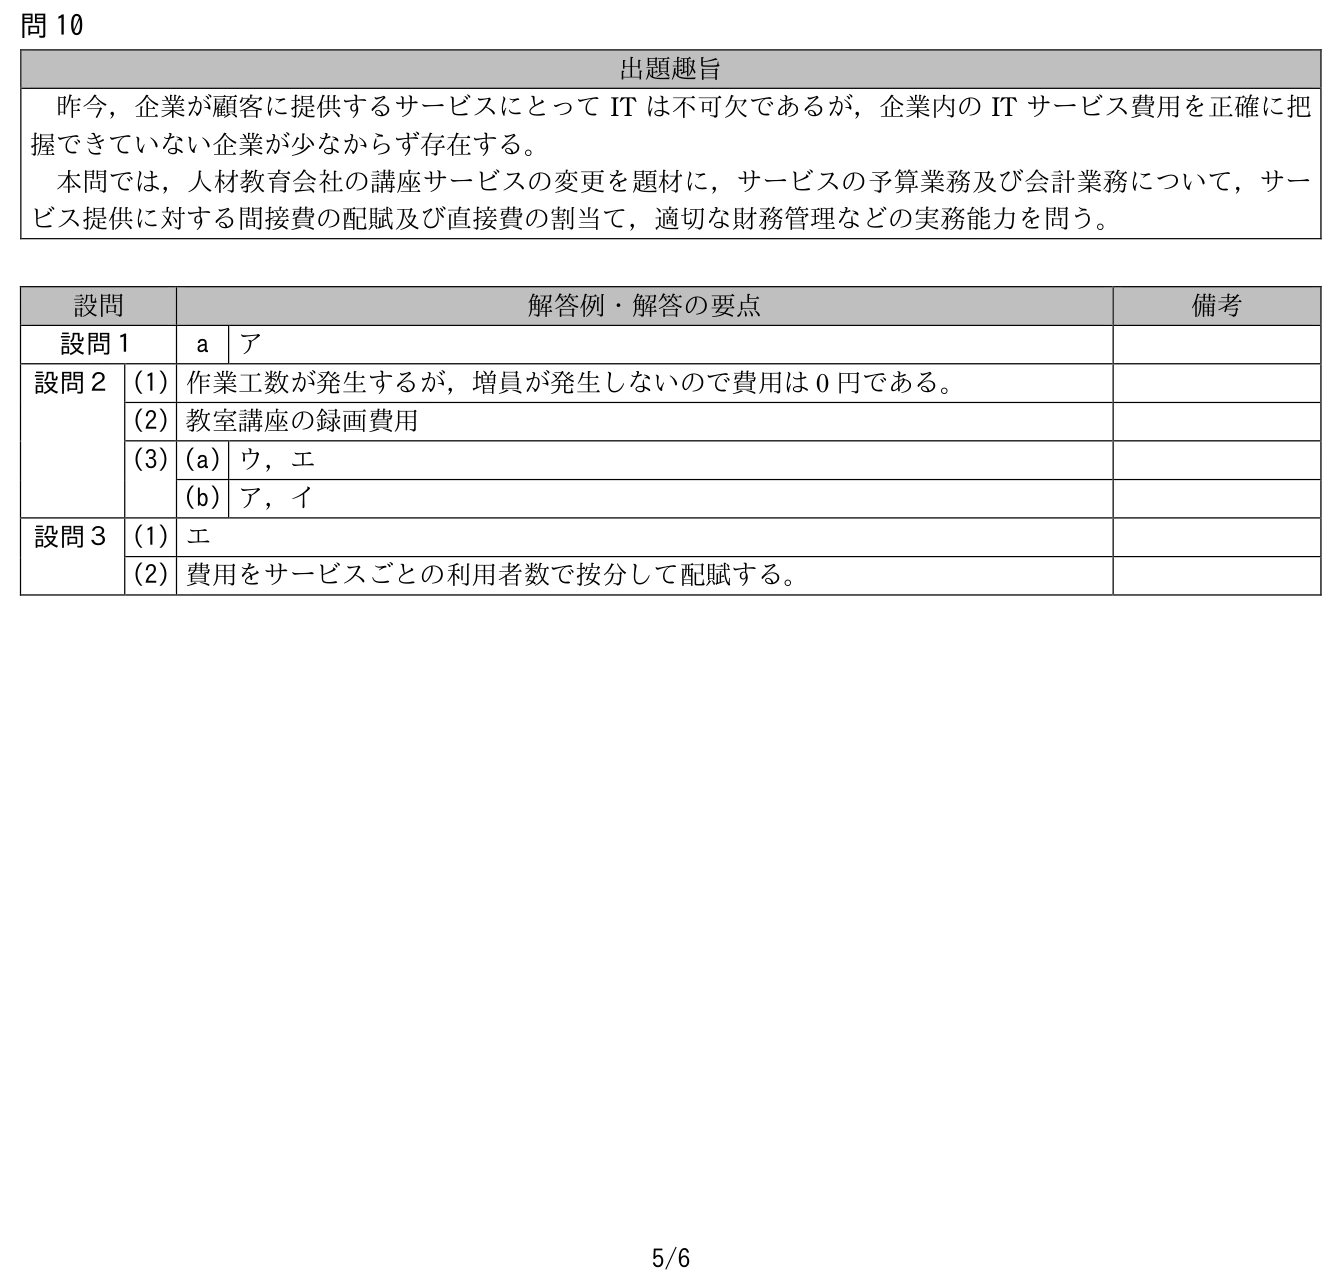 問 10
出題趣旨
昨今，企業が顧客に提供するサービスにとって IT は不可欠であるが，企業内の IT サービス費用を正確に把
握できていない企業が少なからず存在する。
本問では，人材教育会社の講座サービスの変更を題材に，サービスの予算業務及び会計業務について，サー
ビス提供に対する間接費の配賦及び直接費の割当て，適切な財務管理などの実務能力を問う。
設問 解答例・解答の要点 備考
設問１ a ア
設問２ (1) 作業工数が発生するが，増員が発生しないので費用は 0 円である。
(2) 教室講座の録画費用
(3) (a) ウ，エ
(b) ア，イ
設問３ (1) エ
(2) 費用をサービスごとの利用者数で按分して配賦する。
5/6